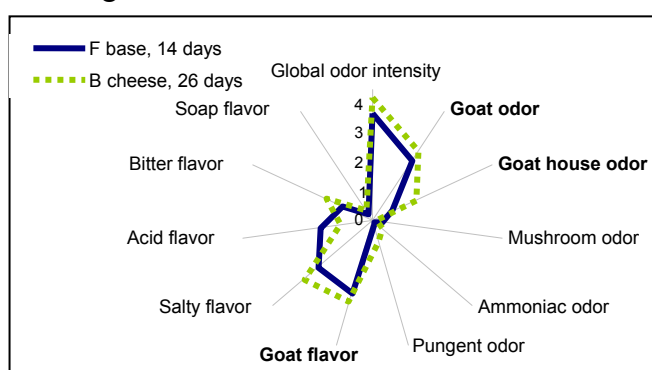 F base, 14 days
B cheese, 26 days
Global odor intensity
Soap flavor
Goat odor
Bitter flavor
Goat house odor
Acid flavor
Mushroom odor
Salty flavor
Ammoniac odor
Goat flavor
Pungent odor
4
3
2
1
0